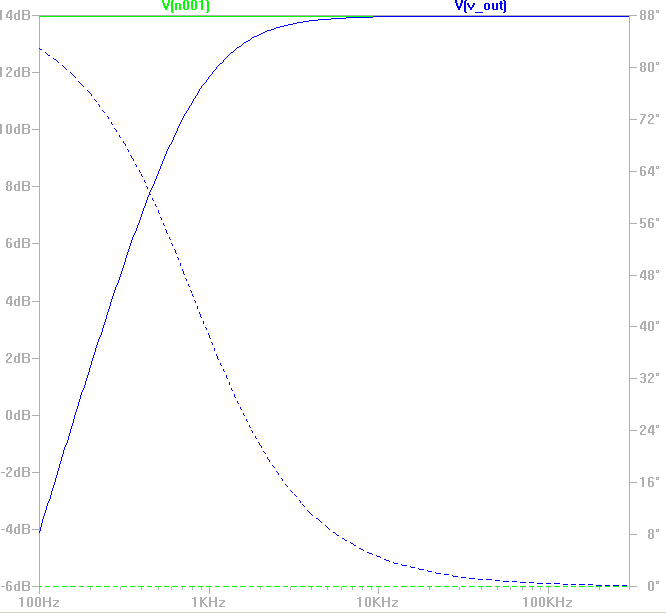 V(n001) V(v_out)
14dB 88°
12dB 80°
10dB 72°
8dB 64°
6dB 56°
4dB 48°
2dB 40°
0dB 32°
-2dB 24°
-4dB 16°
-6dB 8°
0°
100Hz 1KHz 10KHz 100KHz